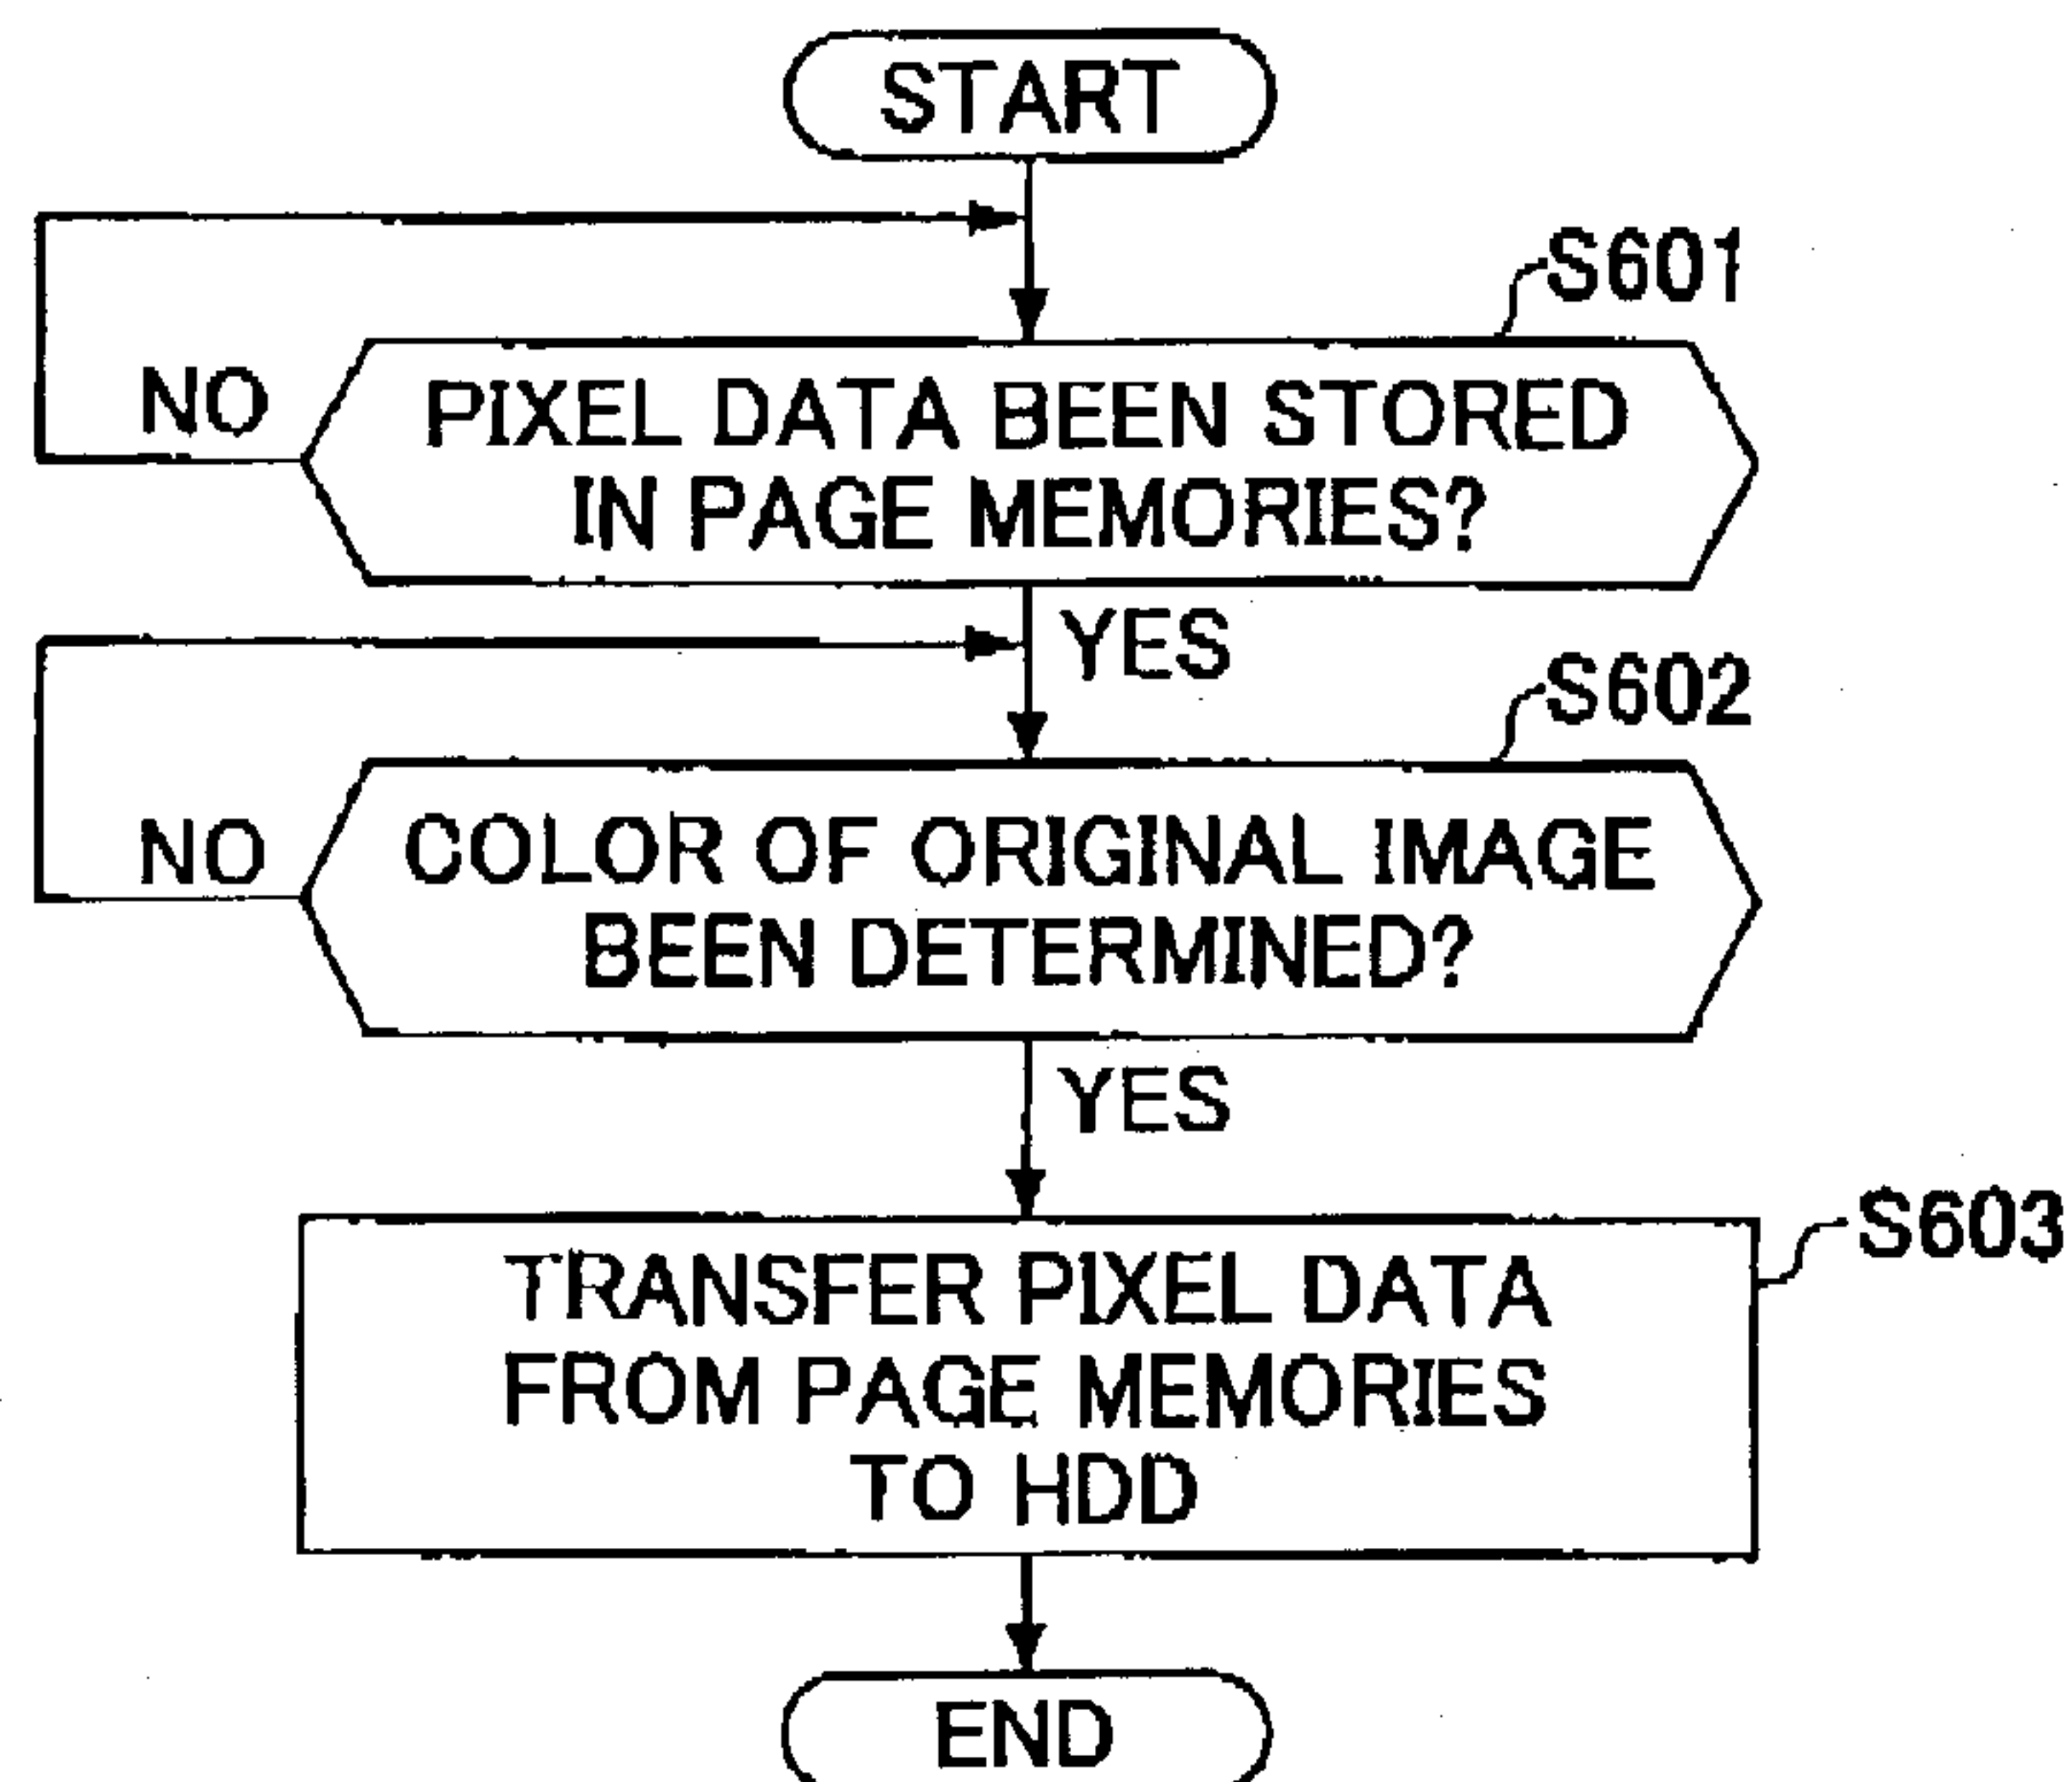 START
S601
NO
PIXEL DATA BEEN STORED
IN PAGE MEMORIES?
YES
S602
NO
COLOR OF ORIGINAL IMAGE
BEEN DETERMINED?
YES
S603
TRANSFER PIXEL DATA
FROM PAGE MEMORIES
TO HDD
END